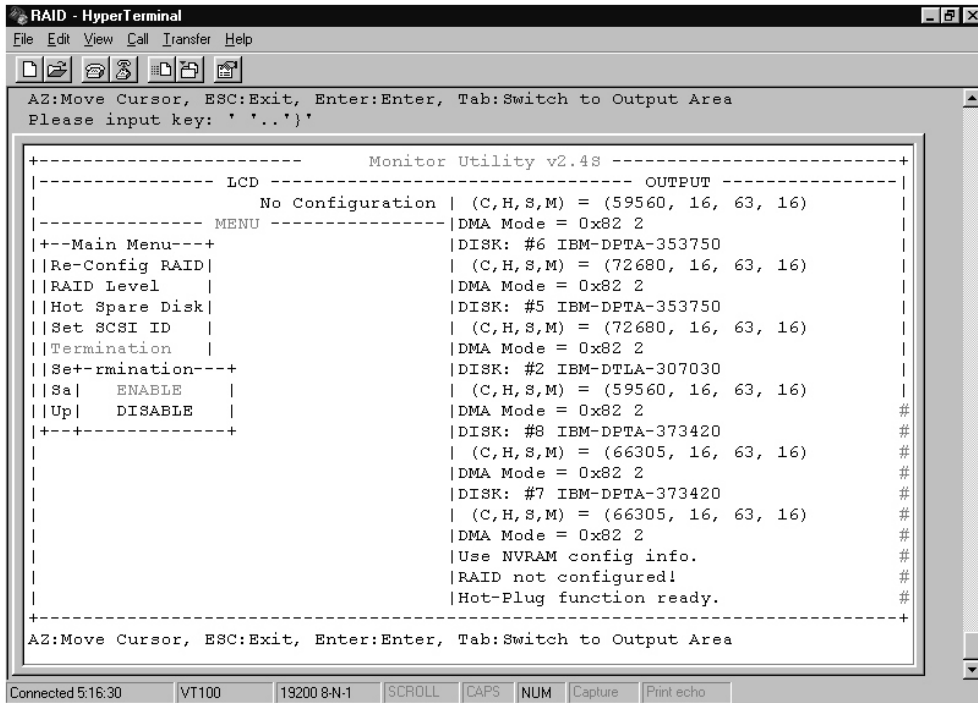 RAID - HyperTerminal
File Edit View Call Transfer Help
AZ:Move Cursor, ESC:Exit, Enter:Enter, Tab:Switch to Output Area
Please input key: ' '..'}'
+------------------------- Monitor Utility v2.4S ---------------------------+
|---------------- LCD --------------------------------- OUTPUT ----------------|
| No Configuration | (C,H,S,M) = (59560, 16, 63, 16) |
|--------------- MENU ----------------|DMA Mode = 0x82 2 |
|+--Main Menu---+ |DISK: #6 IBM-DPTA-353750 |
||Re-Config RAID| | (C,H,S,M) = (72680, 16, 63, 16) |
||RAID Level | |DMA Mode = 0x82 2 |
||Hot Spare Disk| |DISK: #5 IBM-DPTA-353750 |
||Set SCSI ID | | (C,H,S,M) = (72680, 16, 63, 16) |
||Termination | |DMA Mode = 0x82 2 |
||Se+-rmination---+ |DISK: #2 IBM-DTLA-307030 |
||Sa| ENABLE | | (C,H,S,M) = (59560, 16, 63, 16) |
||Up| DISABLE | |DMA Mode = 0x82 2 #
|+--+-------------+ |DISK: #8 IBM-DPTA-373420 #
| | (C,H,S,M) = (66305, 16, 63, 16) #
| |DMA Mode = 0x82 2 #
| |DISK: #7 IBM-DPTA-373420 #
| | (C,H,S,M) = (66305, 16, 63, 16) #
| |DMA Mode = 0x82 2 #
| |Use NVRAM config info. #
| |RAID not configured! #
| |Hot-Plug function ready. #
+------------------------------------------------------------------------------+
AZ:Move Cursor, ESC:Exit, Enter:Enter, Tab:Switch to Output Area
Connected 5:16:30 VT100 19200 8-N-1 SCROLL CAPS NUM Capture Print echo